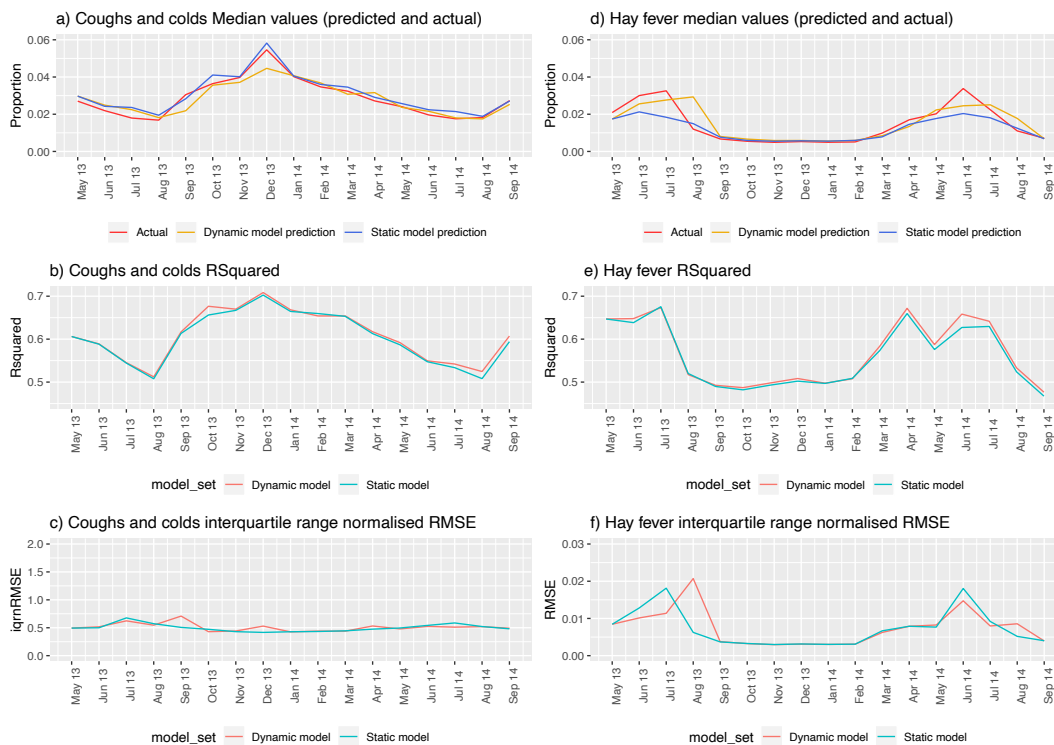 a) Coughs and colds Median values (predicted and actual)
Proportion
0.06
0.04
0.02
0.00
May 13
Jun 13
Jul 13
Aug 13
Sep 13
Oct 13
Nov 13
Dec 13
Jan 14
Feb 14
Mar 14
Apr 14
May 14
Jun 14
Jul 14
Aug 14
Sep 14
Actual Dynamic model prediction Static model prediction
d) Hay fever median values (predicted and actual)
Proportion
0.06
0.04
0.02
0.00
May 13
Jun 13
Jul 13
Aug 13
Sep 13
Oct 13
Nov 13
Dec 13
Jan 14
Feb 14
Mar 14
Apr 14
May 14
Jun 14
Jul 14
Aug 14
Sep 14
Actual Dynamic model prediction Static model prediction
b) Coughs and colds RSquared
Rsquared
0.7
0.6
0.5
May 13
Jun 13
Jul 13
Aug 13
Sep 13
Oct 13
Nov 13
Dec 13
Jan 14
Feb 14
Mar 14
Apr 14
May 14
Jun 14
Jul 14
Aug 14
Sep 14
model_set Dynamic model Static model
e) Hay fever RSquared
Rsquared
0.7
0.6
0.5
May 13
Jun 13
Jul 13
Aug 13
Sep 13
Oct 13
Nov 13
Dec 13
Jan 14
Feb 14
Mar 14
Apr 14
May 14
Jun 14
Jul 14
Aug 14
Sep 14
model_set Dynamic model Static model
c) Coughs and colds interquartile range normalised RMSE
iqrnRMSE
2.0
1.5
1.0
0.5
0.0
May 13
Jun 13
Jul 13
Aug 13
Sep 13
Oct 13
Nov 13
Dec 13
Jan 14
Feb 14
Mar 14
Apr 14
May 14
Jun 14
Jul 14
Aug 14
Sep 14
model_set Dynamic model Static model
f) Hay fever interquartile range normalised RMSE
RMSE
0.03
0.02
0.01
0.00
May 13
Jun 13
Jul 13
Aug 13
Sep 13
Oct 13
Nov 13
Dec 13
Jan 14
Feb 14
Mar 14
Apr 14
May 14
Jun 14
Jul 14
Aug 14
Sep 14
model_set Dynamic model Static model